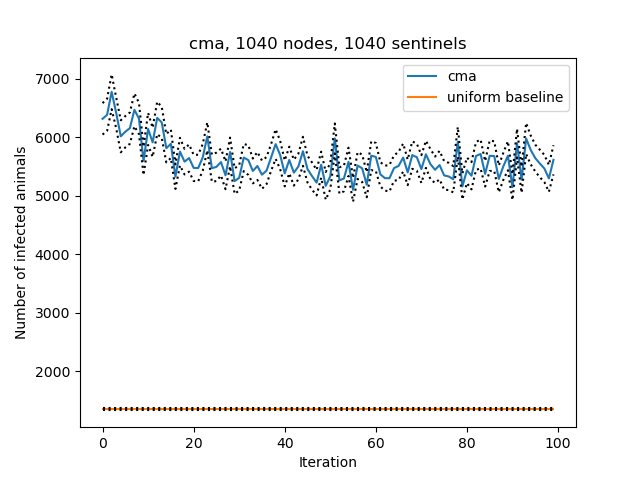 cma, 1040 nodes, 1040 sentinels
cma
uniform baseline
7000
6000
5000
4000
3000
2000
Number of infected animals
0
20
40
60
80
100
Iteration